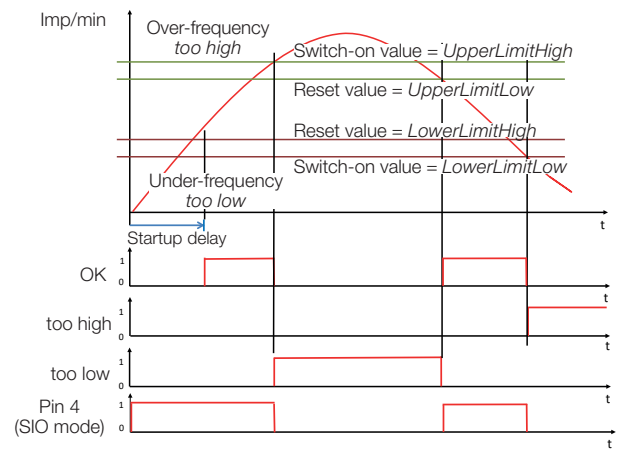 Imp/min
Over-frequency
too high
Switch-on value = UpperLimitHigh
Reset value = UpperLimitLow
Reset value = LowerLimitHigh
Switch-on value = LowerLimitLow
Under-frequency
too low
t
Startup delay
OK
1
0
t
too high
1
0
t
too low
1
0
t
Pin 4
(SIO mode)
1
0
t